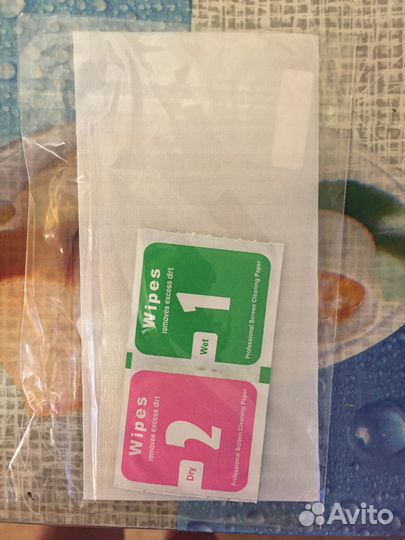 Wipes
removes excess dirt
1
Wet
Professional Screen Cleaning Paper
Wipes
removes excess dirt
2
Dry
Professional Screen Cleaning Paper
Avito